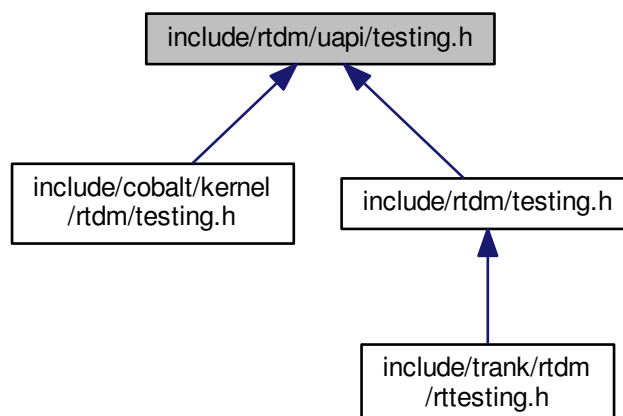 include/rtdm/uapi/testing.h
include/cobalt/kernel
/rtdm/testing.h
include/rtdm/testing.h
include/trank/rtdm
/rttesting.h